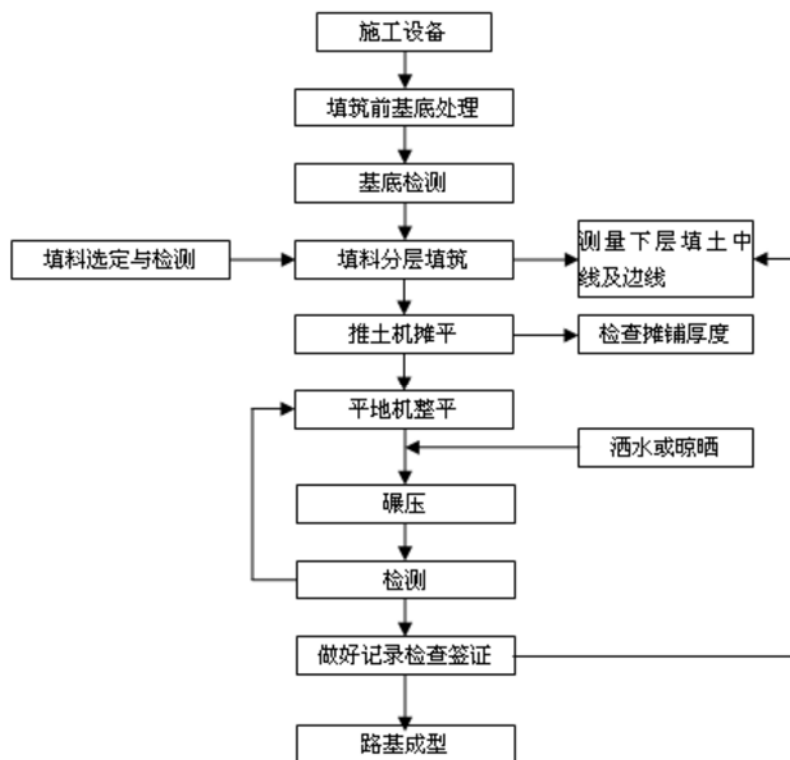 施工设备
填筑前基底处理
基底检测
填料选定与检测
填料分层填筑
测量下层填土中
线及边线
推土机摊平
检查摊铺厚度
平地机整平
洒水或晾晒
碾压
检测
做好记录检查签证
路基成型